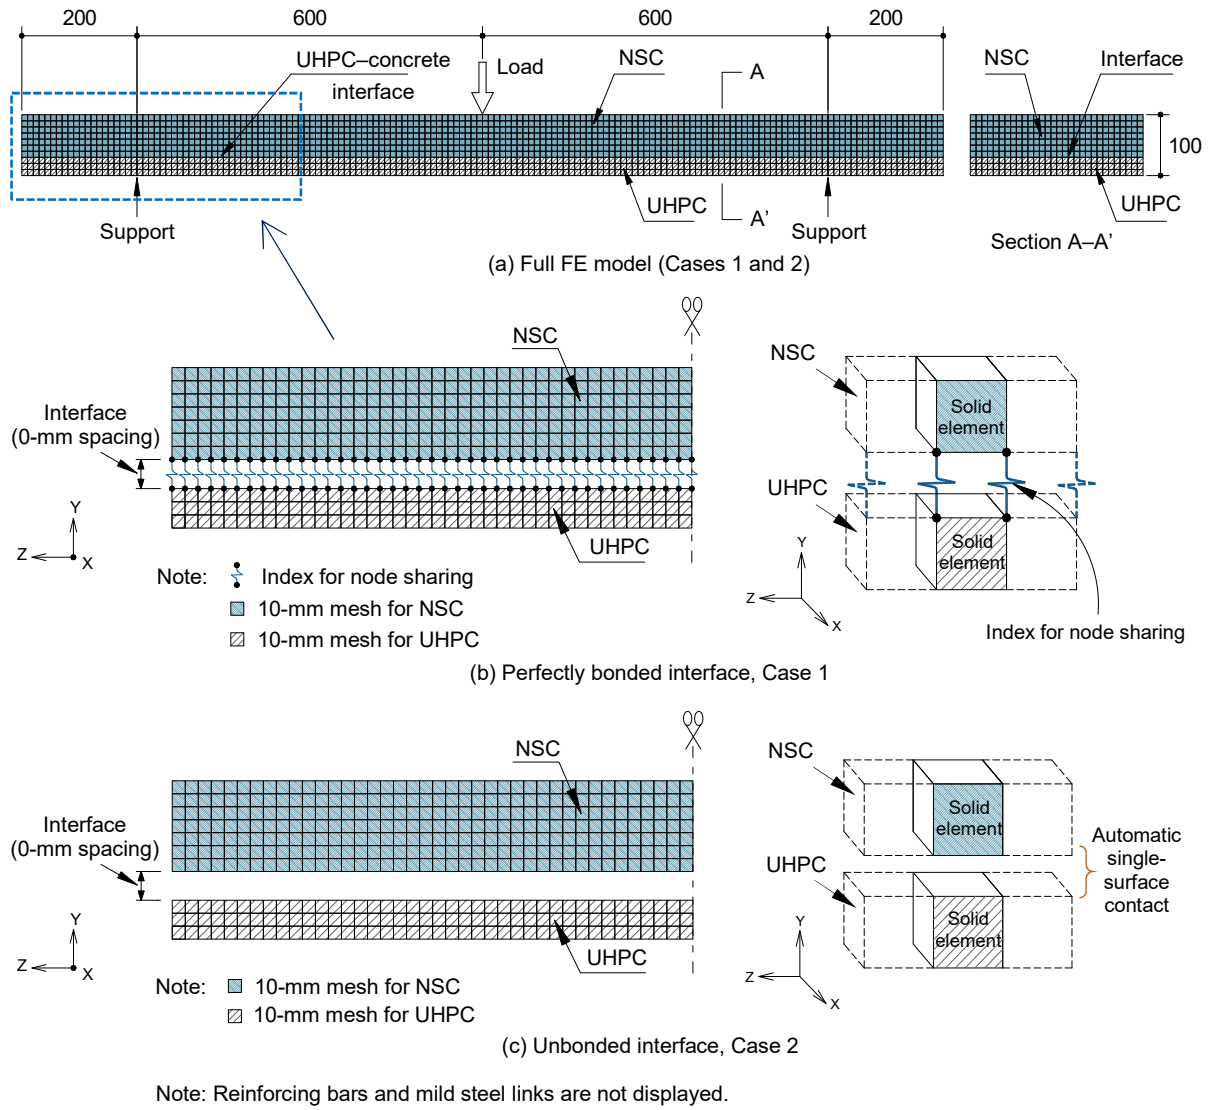 200
600
600
200
UHPC–concrete
interface
Load
NSC
A
NSC
Interface
100
Support
UHPC
A’
Support
UHPC
Section A–A’
(a) Full FE model (Cases 1 and 2)
NSC
Interface
(0-mm spacing)
Y
Z
X
UHPC
NSC
Solid
element
UHPC
Solid
element
Y
Z
X
Index for node sharing
Note:
Index for node sharing
10-mm mesh for NSC
10-mm mesh for UHPC
(b) Perfectly bonded interface, Case 1
NSC
Interface
(0-mm spacing)
Y
Z
X
UHPC
NSC
Solid
element
UHPC
Solid
element
Automatic
single-
surface
contact
Y
Z
X
Note:
10-mm mesh for NSC
10-mm mesh for UHPC
(c) Unbonded interface, Case 2
Note: Reinforcing bars and mild steel links are not displayed.